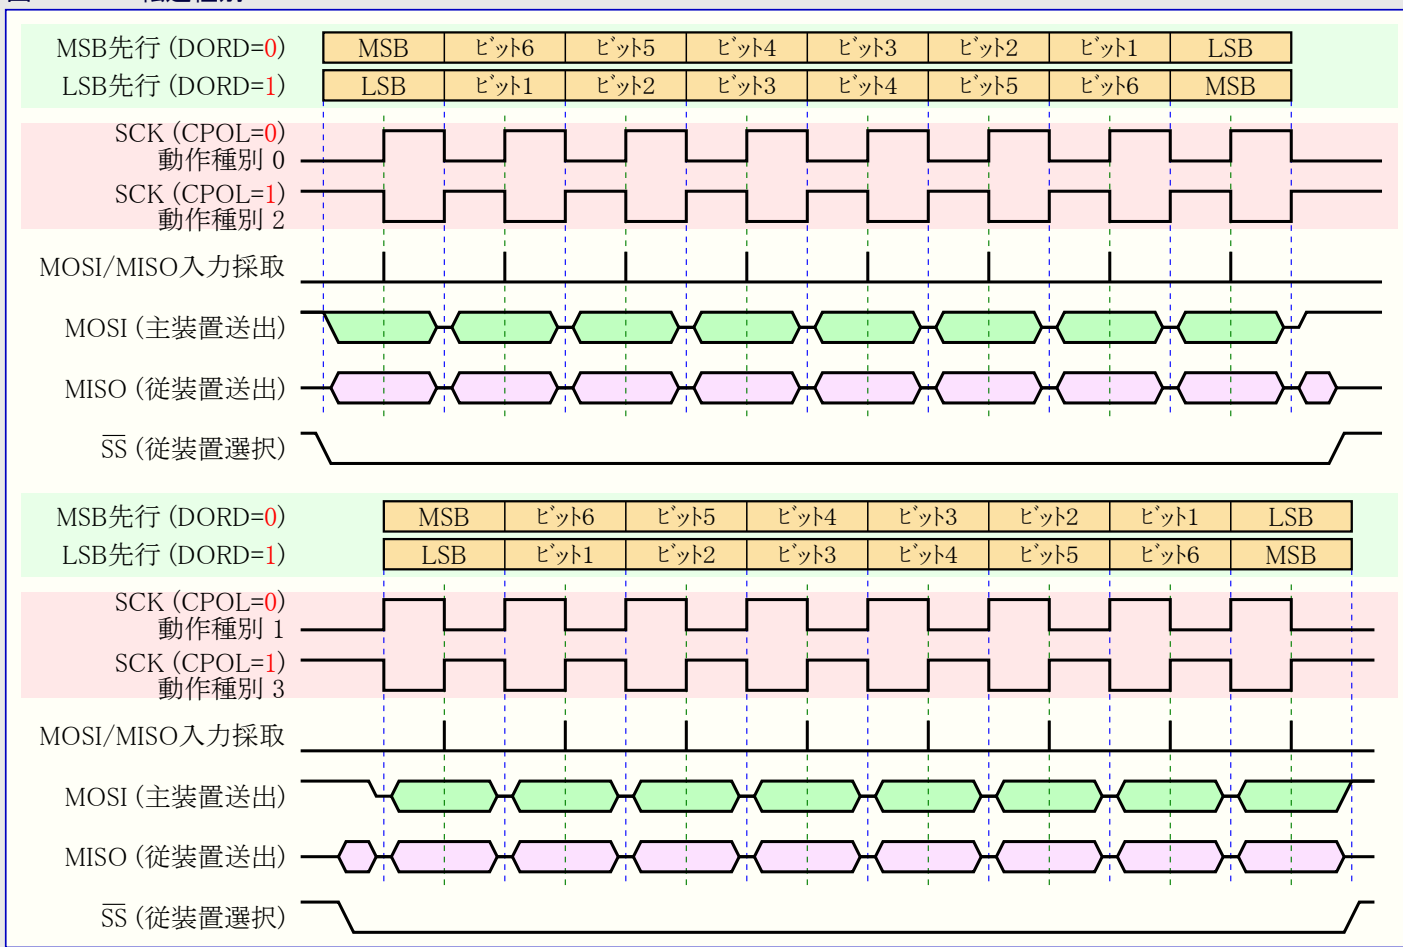 MSB先行 (DORD=0) MSB ﾋﾞｯﾄ6 ﾋﾞｯﾄ5 ﾋﾞｯﾄ4 ﾋﾞｯﾄ3 ﾋﾞｯﾄ2 ﾋﾞｯﾄ1 LSB
LSB先行 (DORD=1) LSB ﾋﾞｯﾄ1 ﾋﾞｯﾄ2 ﾋﾞｯﾄ3 ﾋﾞｯﾄ4 ﾋﾞｯﾄ5 ﾋﾞｯﾄ6 MSB
SCK (CPOL=0)
動作種別 0
SCK (CPOL=1)
動作種別 2
MOSI/MISO入力採取
MOSI (主装置送出)
MISO (従装置送出)
S̅S̅ (従装置選択)
MSB先行 (DORD=0) MSB ﾋﾞｯﾄ6 ﾋﾞｯﾄ5 ﾋﾞｯﾄ4 ﾋﾞｯﾄ3 ﾋﾞｯﾄ2 ﾋﾞｯﾄ1 LSB
LSB先行 (DORD=1) LSB ﾋﾞｯﾄ1 ﾋﾞｯﾄ2 ﾋﾞｯﾄ3 ﾋﾞｯﾄ4 ﾋﾞｯﾄ5 ﾋﾞｯﾄ6 MSB
SCK (CPOL=0)
動作種別 1
SCK (CPOL=1)
動作種別 3
MOSI/MISO入力採取
MOSI (主装置送出)
MISO (従装置送出)
S̅S̅ (従装置選択)